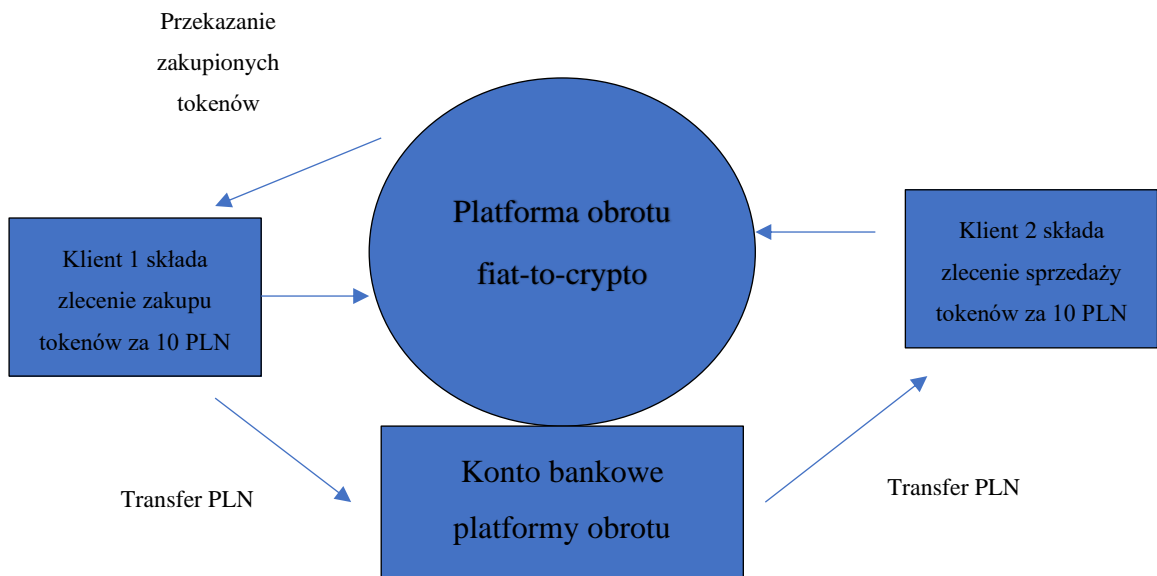 Przekazanie
zakupionych
tokenów
Platforma obrotu
fiat-to-crypto
Klient 1 składa
zlecenie zakupu
tokenów za 10 PLN
Klient 2 składa
zlecenie sprzedaży
tokenów za 10 PLN
Konto bankowe
platformy obrotu
Transfer PLN
Transfer PLN